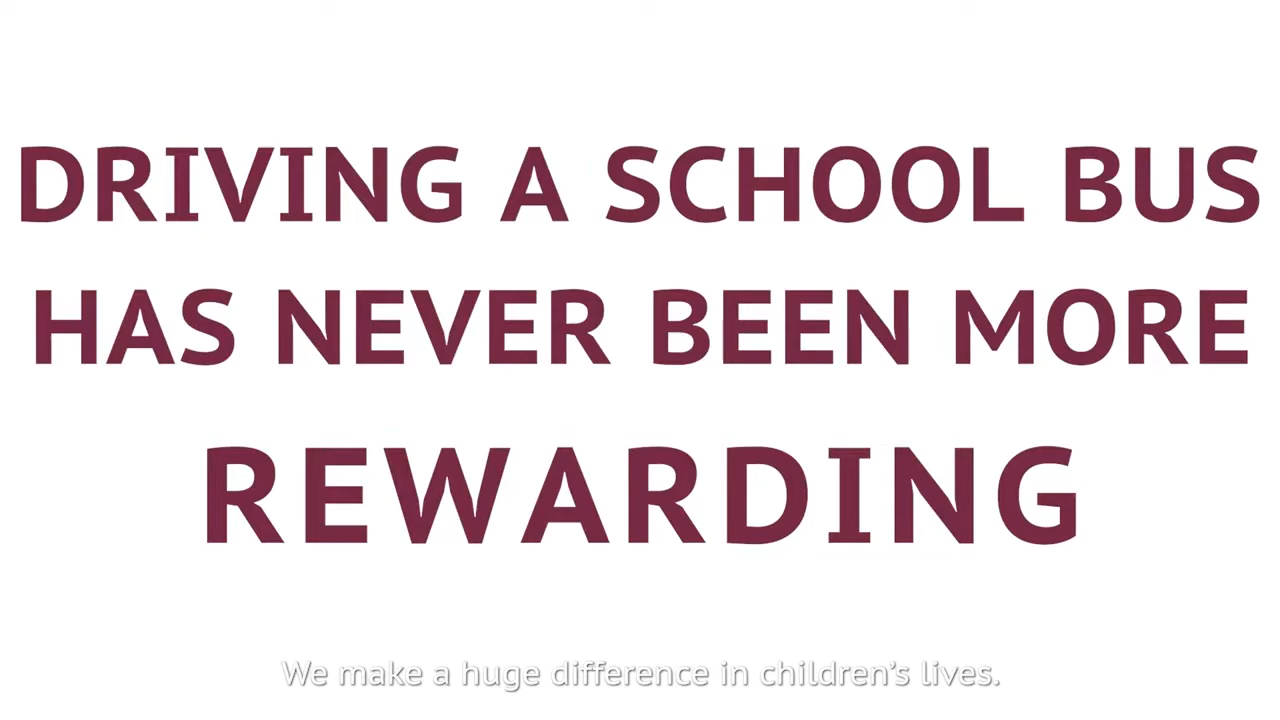 DRIVING A SCHOOL BUS
HAS NEVER BEEN MORE
REWARDING
We make a huge difference in children's lives.